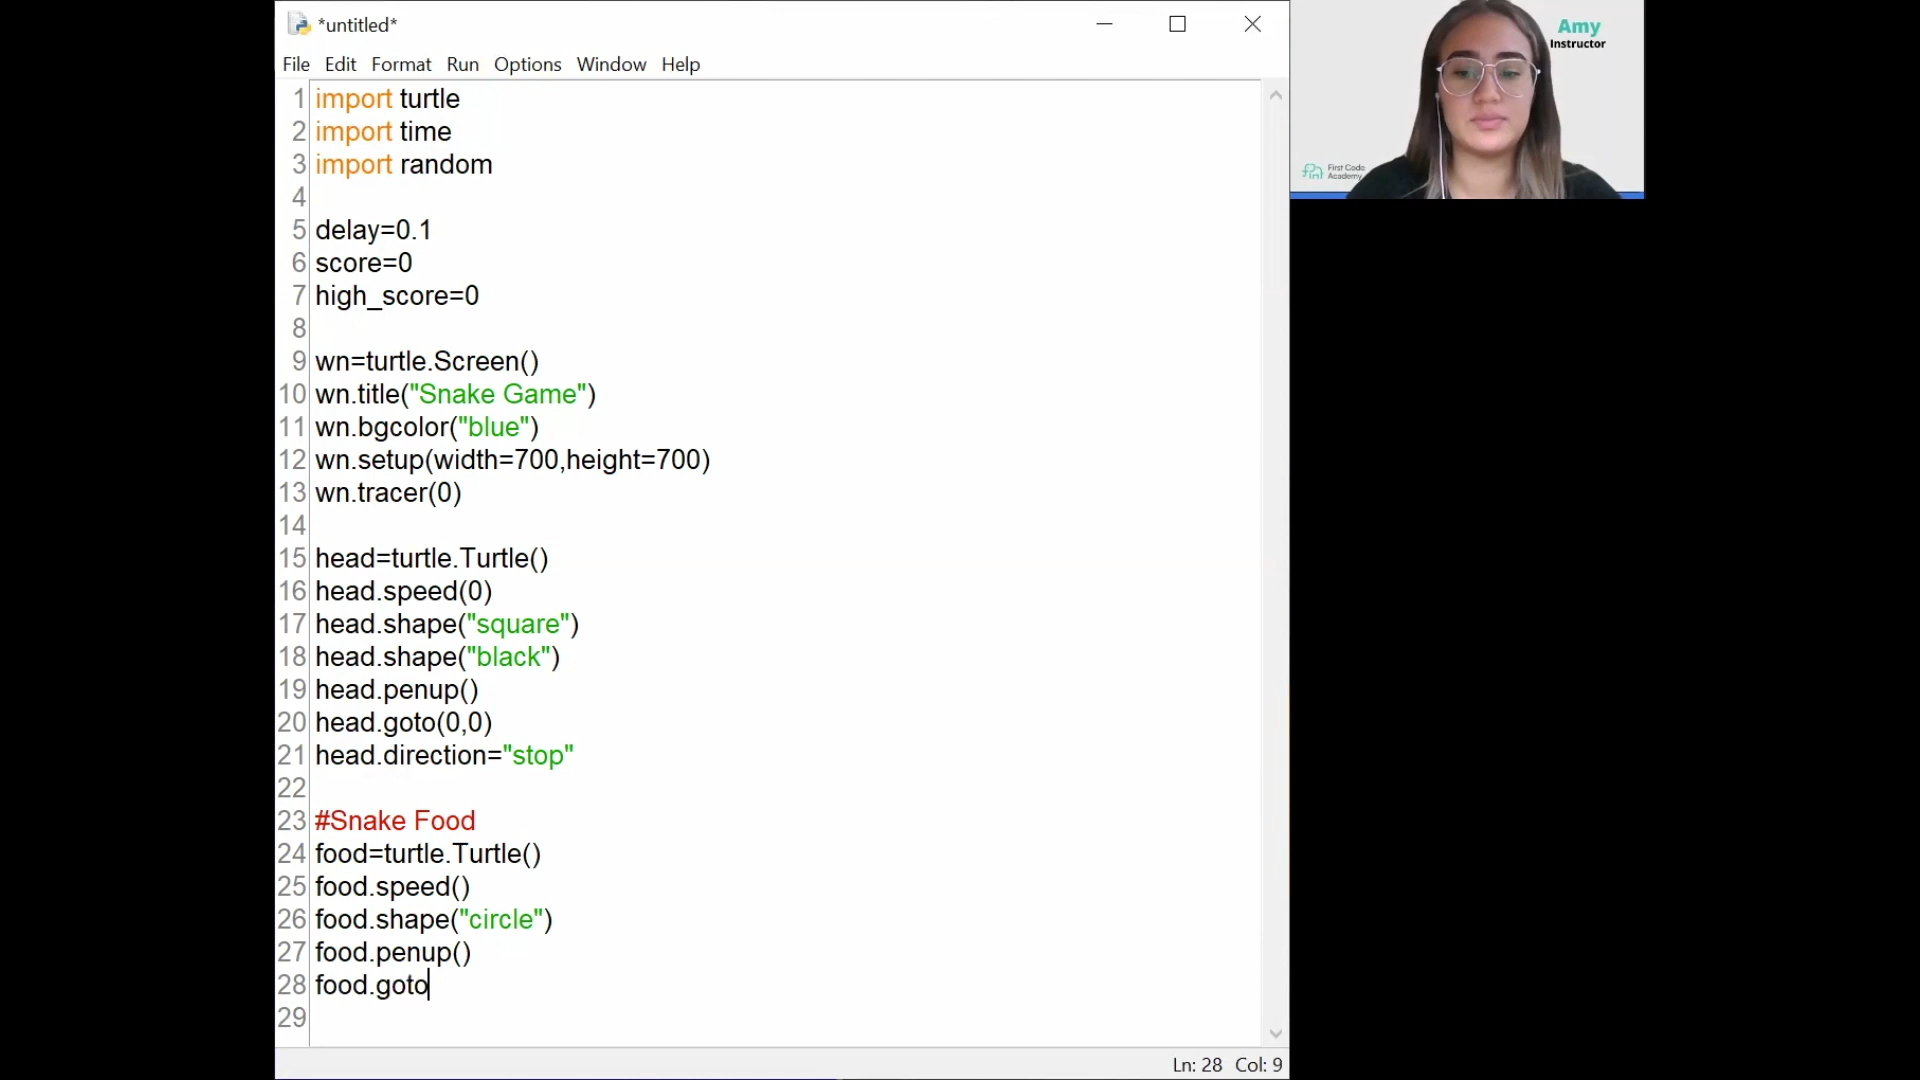 *untitled*
File Edit Format Run Options Window Help
1 import turtle
2 import time
3 import random
4
5 delay=0.1
6 score=0
7 high_score=0
8
9 wn=turtle.Screen()
10 wn.title("Snake Game")
11 wn.bgcolor("blue")
12 wn.setup(width=700,height=700)
13 wn.tracer(0)
14
15 head=turtle.Turtle()
16 head.speed(0)
17 head.shape("square")
18 head.shape("black")
19 head.penup()
20 head.goto(0,0)
21 head.direction="stop"
22
23 #Snake Food
24 food=turtle.Turtle()
25 food.speed()
26 food.shape("circle")
27 food.penup()
28 food.goto
29
Ln: 28 Col: 9
Amy
Instructor
First Code
Academy